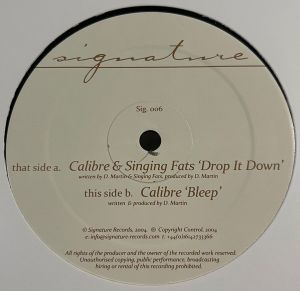 signature
Sig. 006
that side a. Calibre & Singing Fats 'Drop It Down'
written by D. Martin & Singing Fats, produced by D. Martin
this side b. Calibre 'Bleep'
written & produced by D. Martin
℗ Signature Records, 2004 © Copyright Control, 2004
e: info@signature-records.com t: +44(0)1642733366
All rights of the producer and the owner of the recorded work reserved.
Unauthorised copying, public performance, broadcasting
hiring or rental of this recording prohibited.